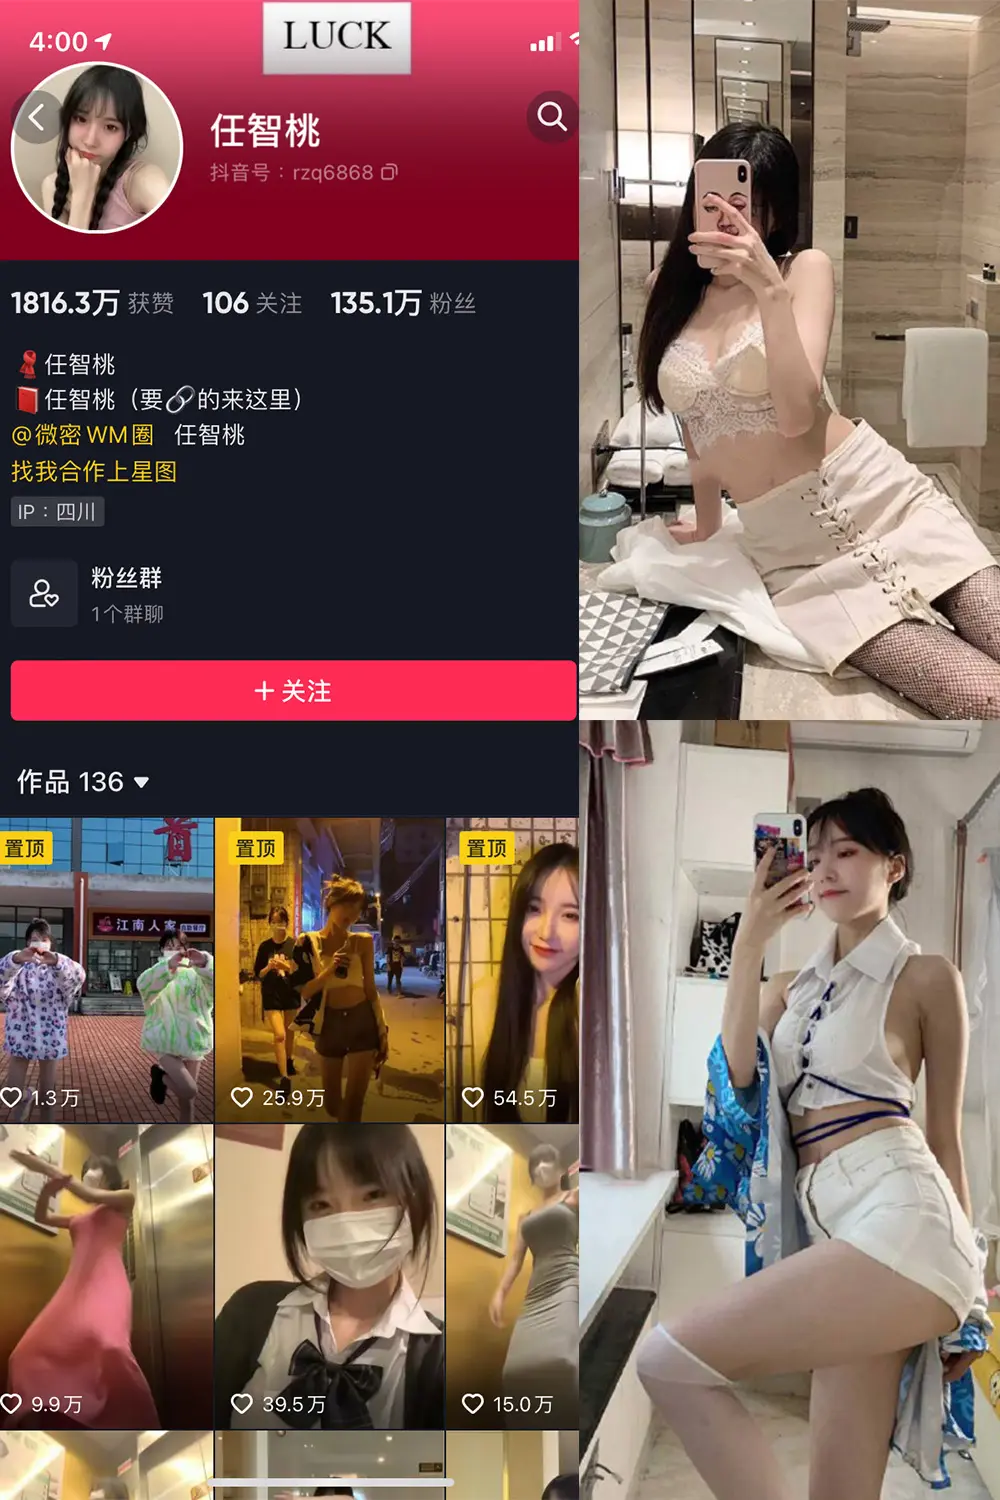 4:00
LUCK
任智桃
抖音号：rzq6868
1816.3万 获赞 106 关注 135.1万 粉丝
任智桃
任智桃（要🔗的来这里）
@微密WM圈 任智桃
找我合作上星图
IP：四川
粉丝群
1个群聊
+ 关注
作品 136
置顶
置顶
置顶
江南人家
1.3万
25.9万
54.5万
9.9万
39.5万
15.0万